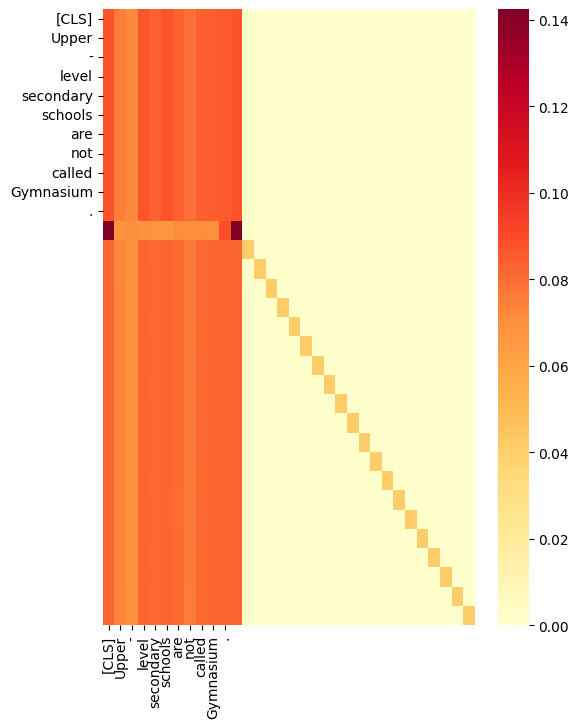 [CLS]
Upper
-
level
secondary
schools
are
not
called
Gymnasium
.
0.14
0.12
0.10
0.08
0.06
0.04
0.02
0.00
[CLS]
Upper
-
level
secondary
schools
are
not
called
Gymnasium
.